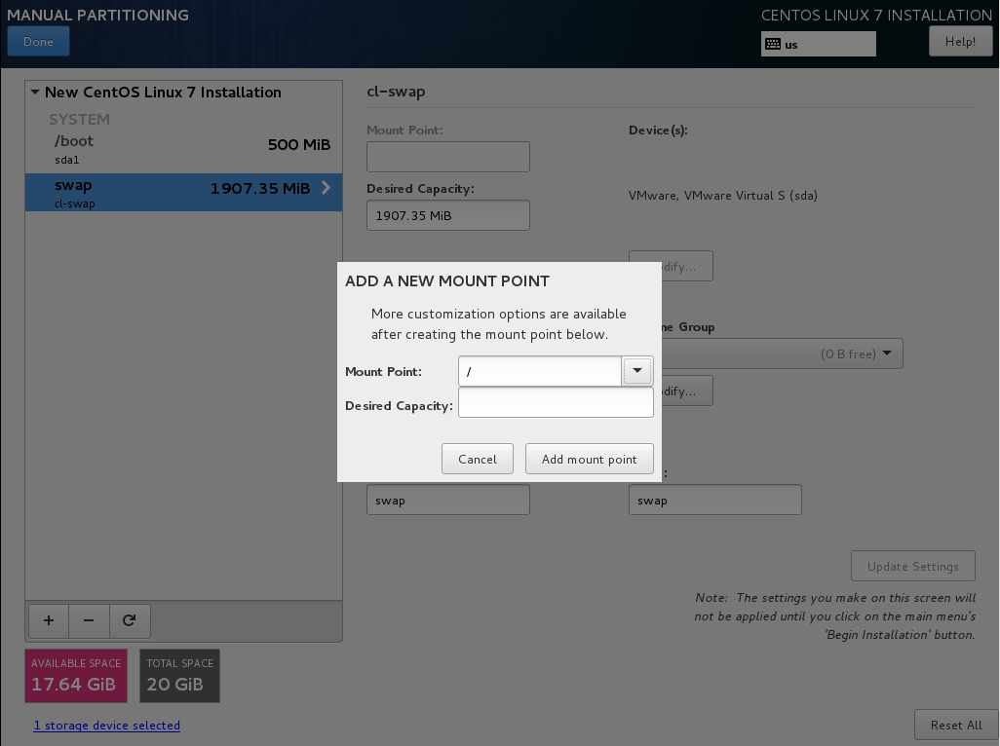 MANUAL PARTITIONING
CENTOS LINUX 7 INSTALLATION
Done
us
Help!
New CentOS Linux 7 Installation
SYSTEM
/boot
500 MiB
sda1
swap
1907.35 MiB
cl-swap
cl-swap
Mount Point:
Device(s):
Desired Capacity:
1907.35 MiB
VMware, VMware Virtual S (sda)
ADD A NEW MOUNT POINT
More customization options are available
after creating the mount point below.
Mount Point:
/
Desired Capacity:
Cancel
Add mount point
Group
(0 B free)
swap
swap
Update Settings
Note: The settings you make on this screen will
not be applied until you click on the main menu's
'Begin Installation' button.
+
-
AVAILABLE SPACE
17.64 GiB
TOTAL SPACE
20 GiB
1 storage device selected
Reset All